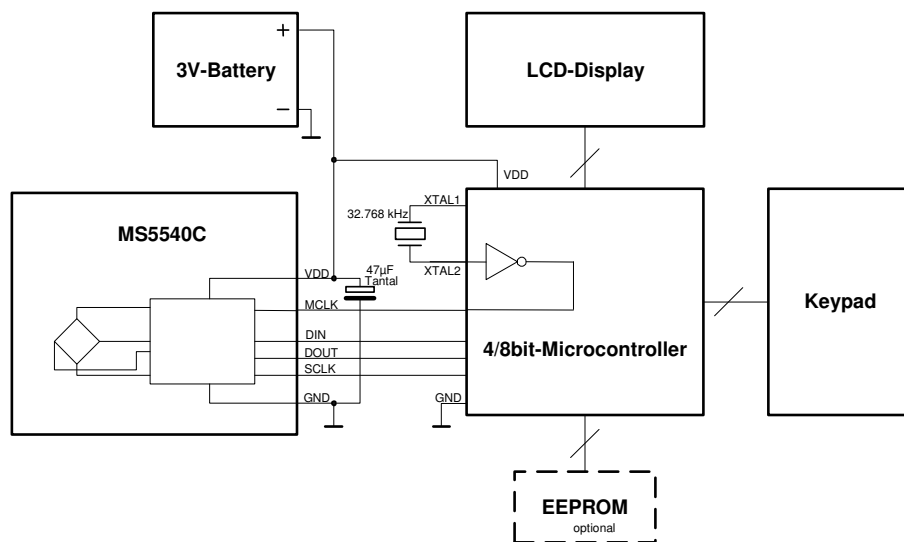 +
3V-Battery
−
LCD-Display
VDD
XTAL1
32.768 kHz
XTAL2
MS5540C
VDD
47µF
Tantal
MCLK
DIN
DOUT
SCLK
GND
GND
4/8bit-Microcontroller
Keypad
EEPROM
optional